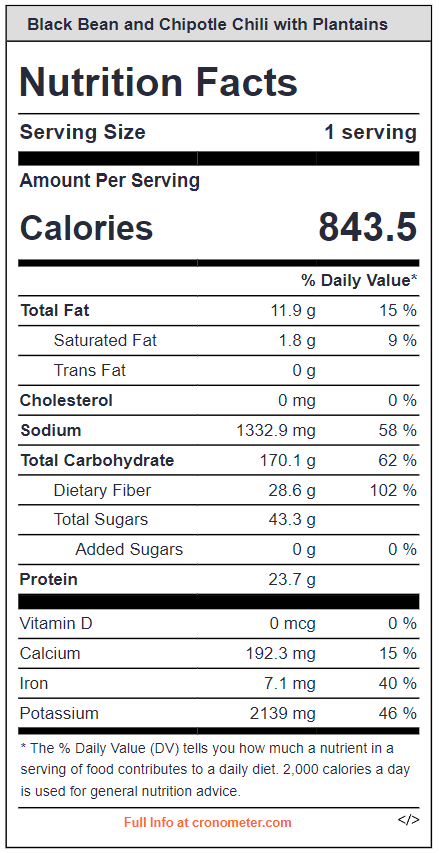 Black Bean and Chipotle Chili with Plantains
Nutrition Facts
Serving Size 1 serving
Amount Per Serving
Calories 843.5
% Daily Value*
Total Fat 11.9 g 15 %
Saturated Fat 1.8 g 9 %
Trans Fat 0 g
Cholesterol 0 mg 0 %
Sodium 1332.9 mg 58 %
Total Carbohydrate 170.1 g 62 %
Dietary Fiber 28.6 g 102 %
Total Sugars 43.3 g
Added Sugars 0 g 0 %
Protein 23.7 g
Vitamin D 0 mcg 0 %
Calcium 192.3 mg 15 %
Iron 7.1 mg 40 %
Potassium 2139 mg 46 %
* The % Daily Value (DV) tells you how much a nutrient in a
serving of food contributes to a daily diet. 2,000 calories a day
is used for general nutrition advice.
Full Info at cronometer.com </>